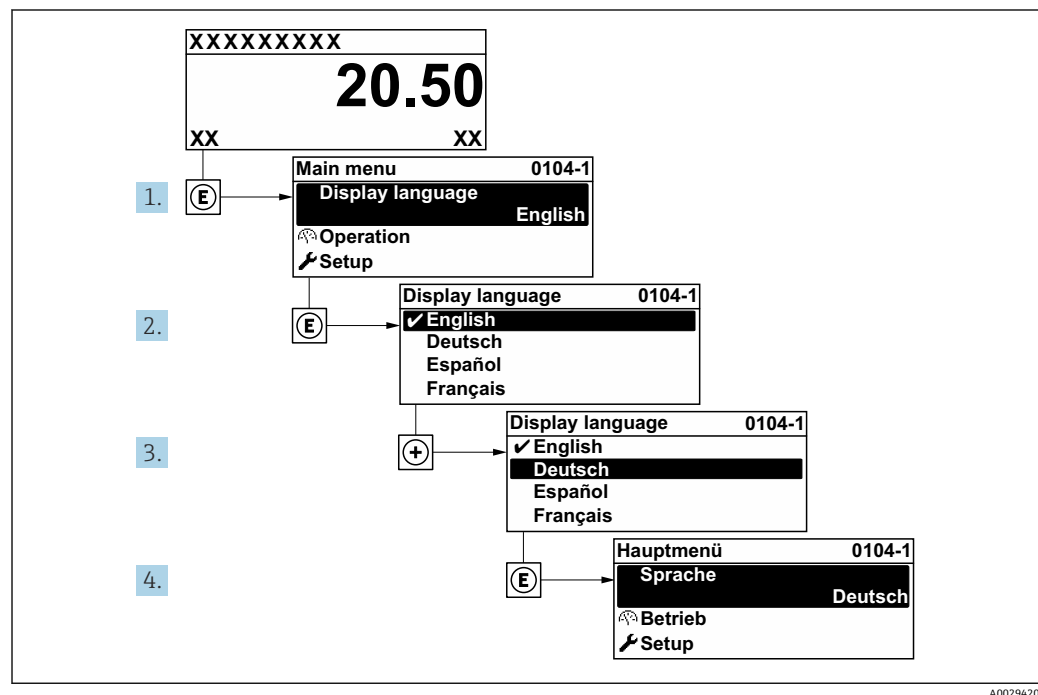 XXXXXXXXX
20.50
XX XX
1. E
Main menu 0104-1
Display language
English
Operation
Setup
2. E
Display language 0104-1
✔ English
Deutsch
Español
Français
3. +
Display language 0104-1
✔ English
Deutsch
Español
Français
4. E
Hauptmenü 0104-1
Sprache
Deutsch
Betrieb
Setup
A0029420